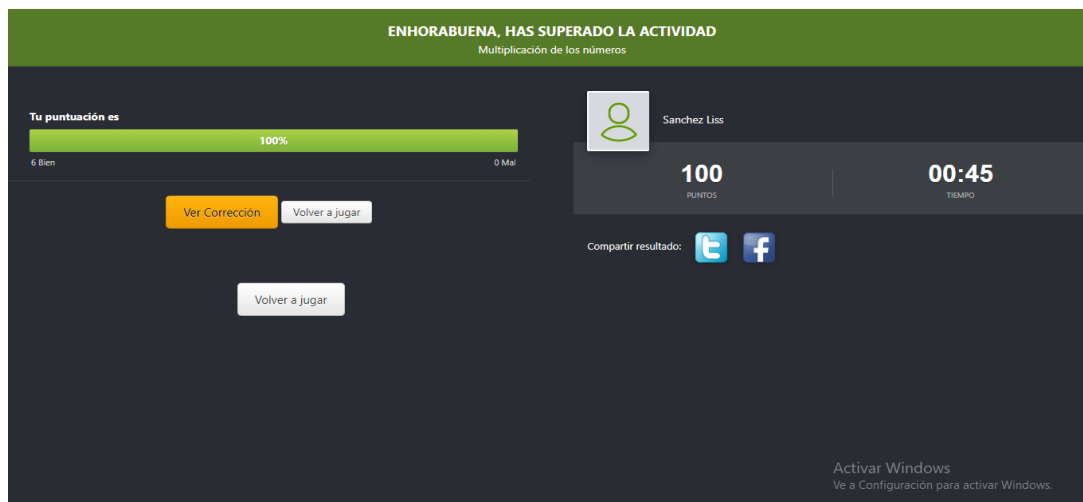 ENHORABUENA, HAS SUPERADO LA ACTIVIDAD
Multiplicación de los números
Tu puntuación es
100%
6 Bien
0 Mal
Ver Corrección
Volver a jugar
Volver a jugar
Sanchez Liss
100
PUNTOS
00:45
TIEMPO
Compartir resultado:
Activar Windows
Ve a Configuración para activar Windows.